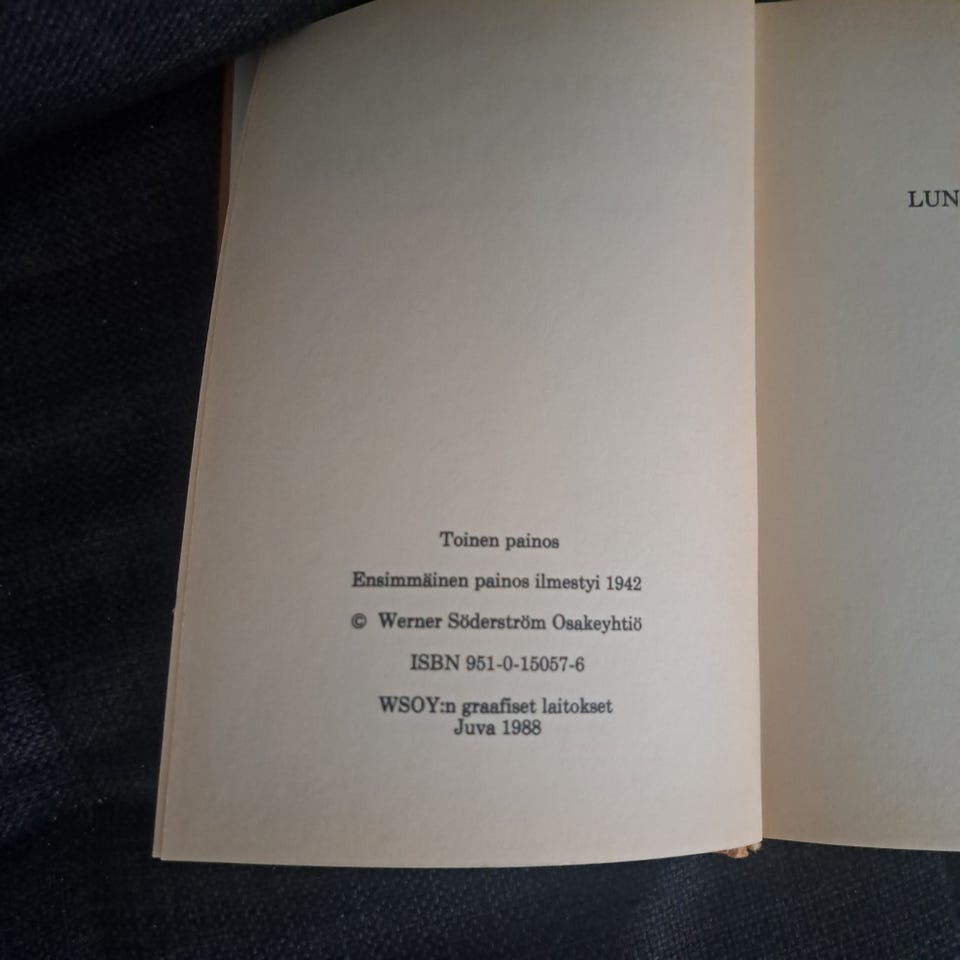 Toinen painos
Ensimmäinen painos ilmestyi 1942
© Werner Söderström Osakeyhtiö
ISBN 951-0-15057-6
WSOY:n graafiset laitokset
Juva 1988
LUN